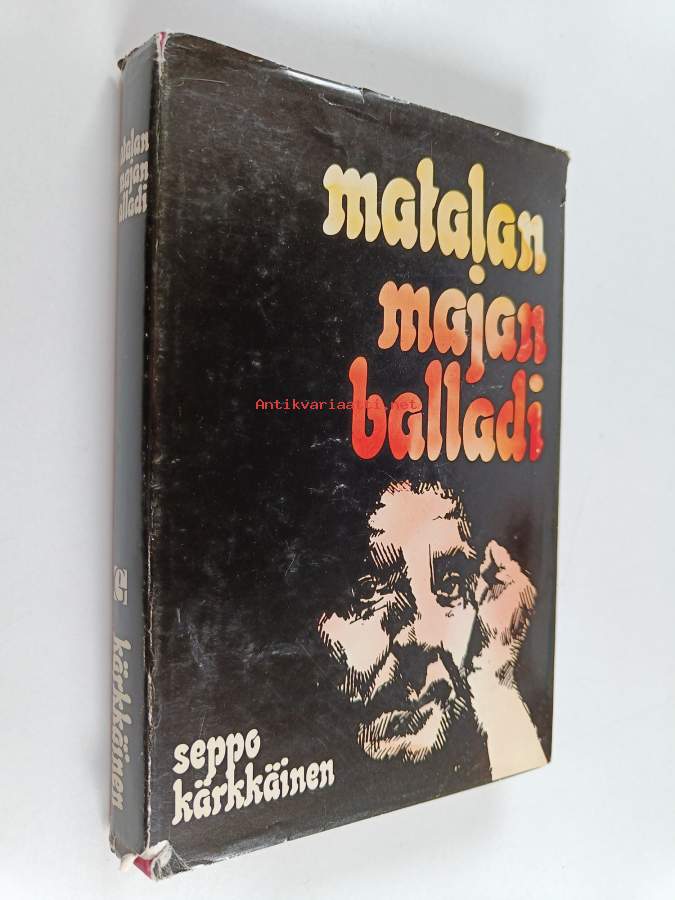 matalan
majan
balladi
Antikvariaatti.net
seppo
kärkkäinen
matalan
majan
balladi
kärkkäinen